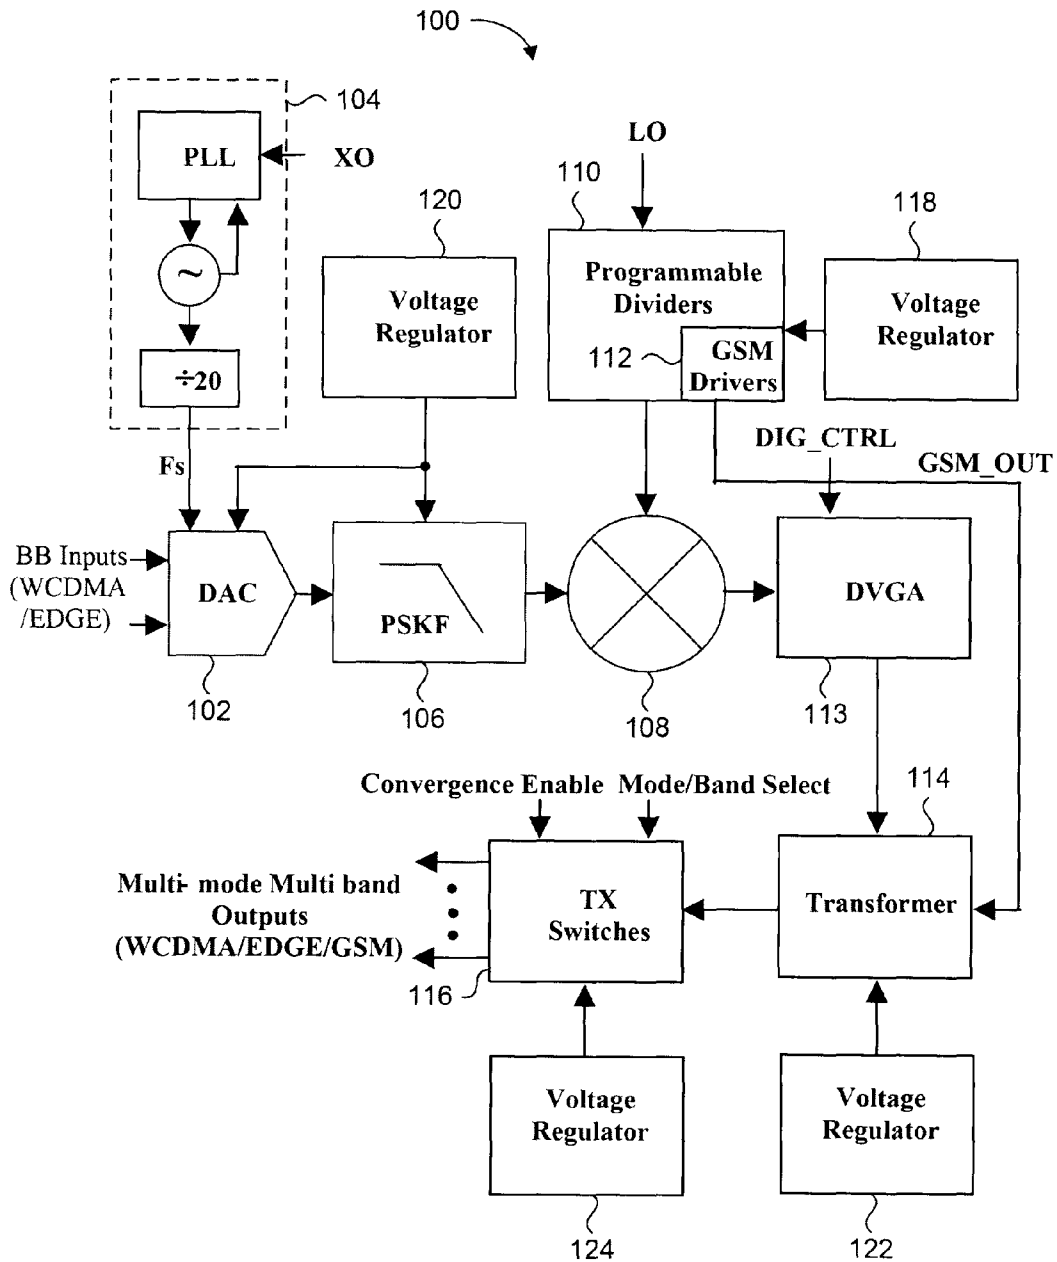 100
104
PLL
XO
LO
110
120
118
~
Programmable
Dividers
Voltage
Regulator
Voltage
Regulator
112
GSM
Drivers
÷20
DIG_CTRL
GSM_OUT
Fs
BB Inputs
(WCDMA
/EDGE)
DAC
PSKF
DVGA
102
106
108
113
114
Convergence Enable
Mode/Band Select
Multi- mode Multi band
Outputs
(WCDMA/EDGE/GSM)
TX
Switches
Transformer
116
Voltage
Regulator
Voltage
Regulator
124
122